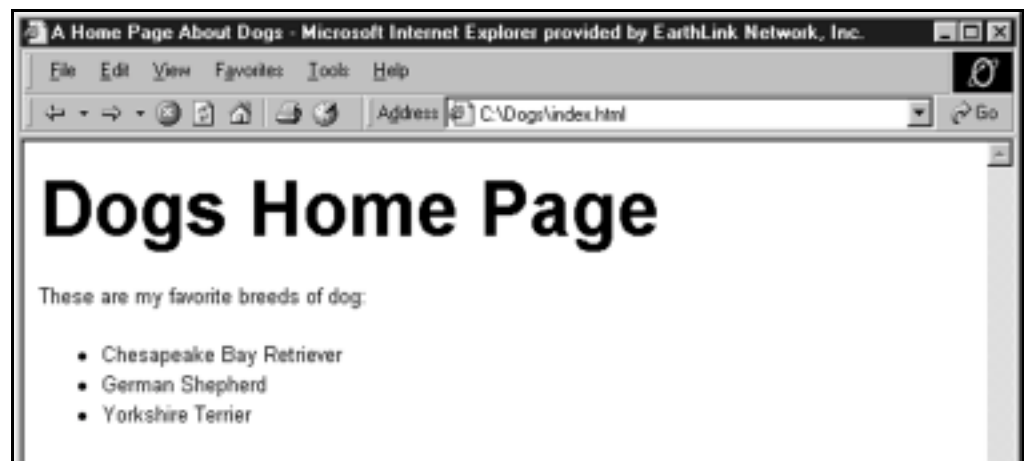 A Home Page About Dogs - Microsoft Internet Explorer provided by EarthLink Network, Inc.
File Edit View Favorites Tools Help
Address C:\Dogs\index.html Go
Dogs Home Page
These are my favorite breeds of dog:
• Chesapeake Bay Retriever
• German Shepherd
• Yorkshire Terrier